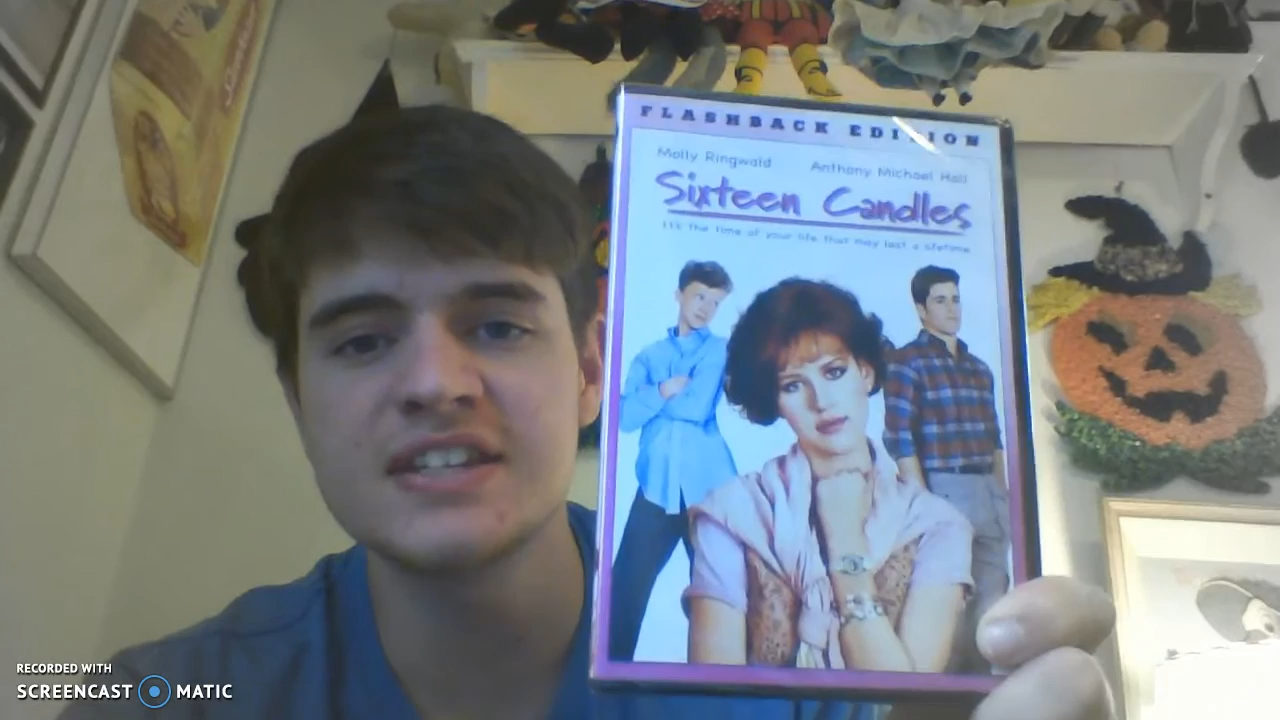 FLASHBACK EDITION
Molly Ringwald Anthony Michael Hall
Sixteen Candles
It's the time of your life that may last a lifetime
RECORDED WITH
SCREENCAST MATIC